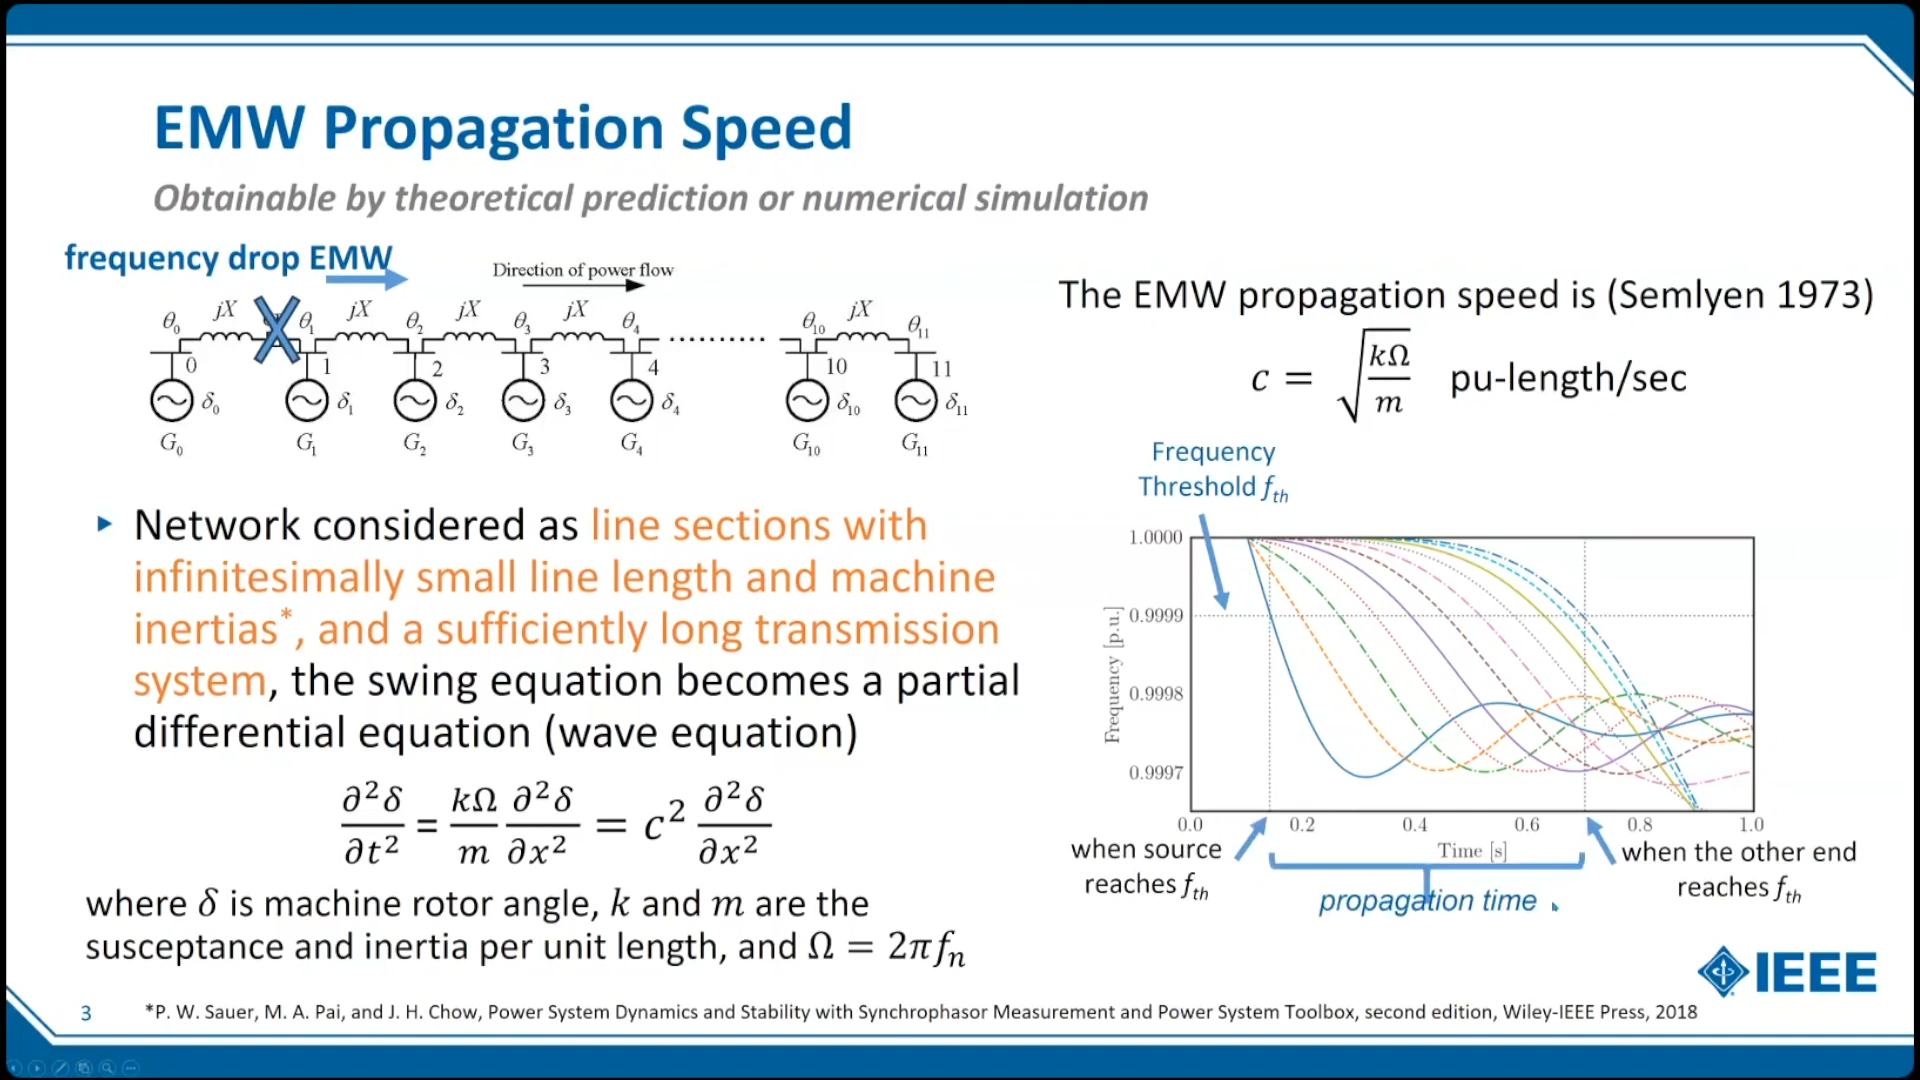 EMW Propagation Speed
Obtainable by theoretical prediction or numerical simulation
frequency drop EMW
Direction of power flow
θ₀ jX θ₁ jX θ₂ jX θ₃ jX θ₄ .......... θ₁₀ jX θ₁₁
0 1 2 3 4 10 11
δ₀ δ₁ δ₂ δ₃ δ₄ δ₁₀ δ₁₁
G₀ G₁ G₂ G₃ G₄ G₁₀ G₁₁
Network considered as line sections with
infinitesimally small line length and machine
inertias*, and a sufficiently long transmission
system, the swing equation becomes a partial
differential equation (wave equation)
∂²δ/∂t² = kΩ/m ∂²δ/∂x² = c² ∂²δ/∂x²
where δ is machine rotor angle, k and m are the
susceptance and inertia per unit length, and Ω = 2πfₙ
The EMW propagation speed is (Semlyen 1973)
c = √(kΩ/m) pu-length/sec
Frequency
Threshold f_th
1.0000
0.9999
0.9998
0.9997
Frequency [p.u.]
0.0 0.2 0.4 0.6 0.8 1.0
Time [s]
when source
reaches f_th
propagation time
when the other end
reaches f_th
IEEE
3
*P. W. Sauer, M. A. Pai, and J. H. Chow, Power System Dynamics and Stability with Synchrophasor Measurement and Power System Toolbox, second edition, Wiley-IEEE Press, 2018